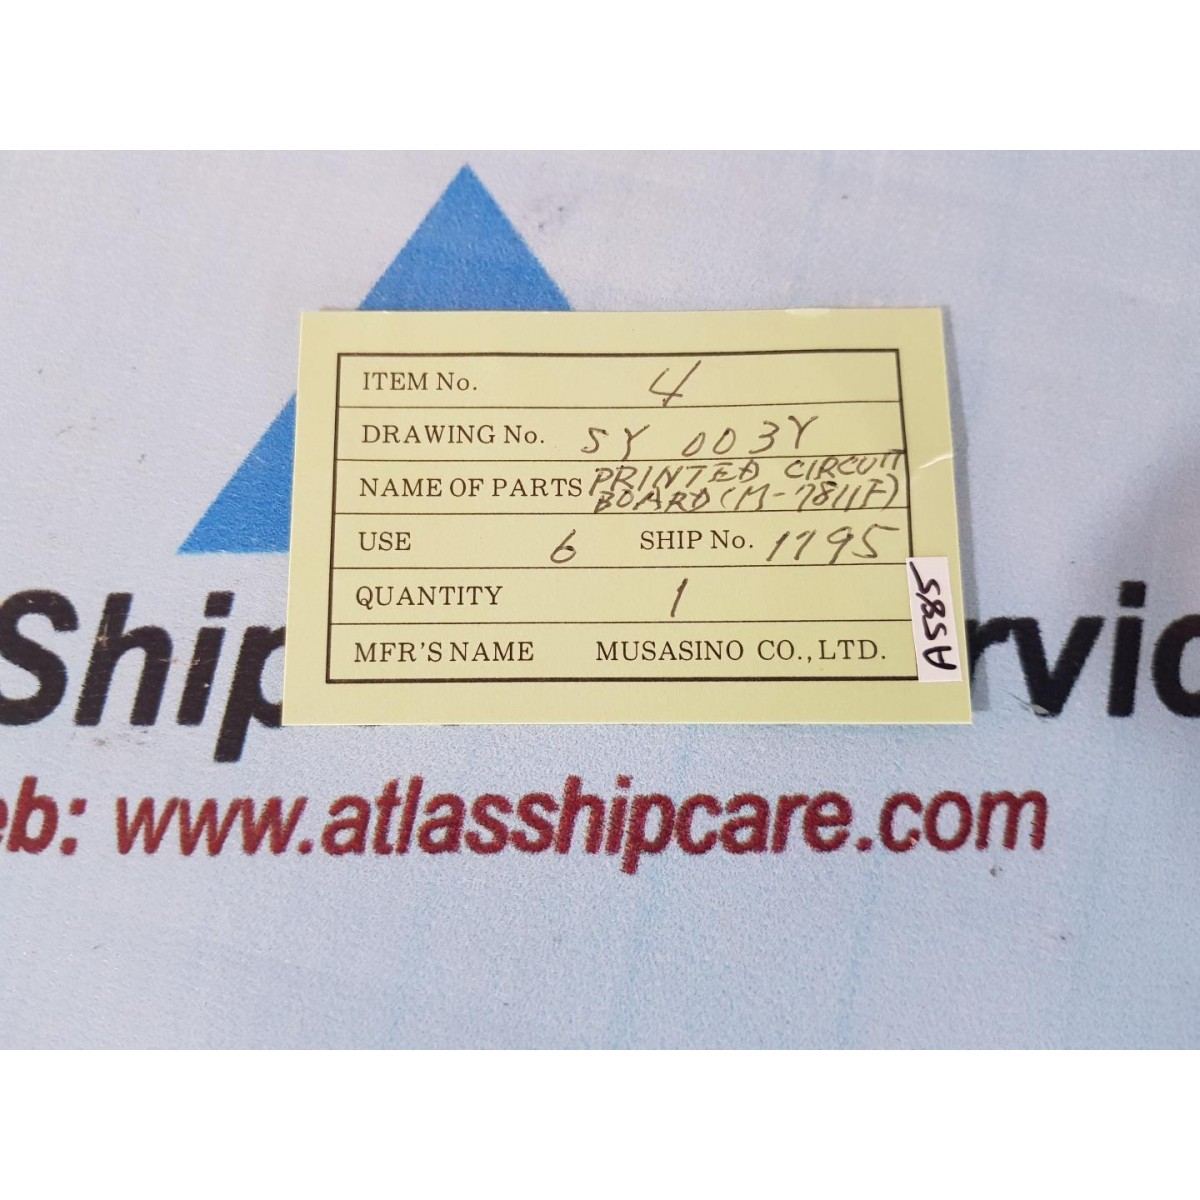 ITEM No. 4
DRAWING No. SY 003Y
NAME OF PARTS PRINTED CIRCUIT
BOARD (M-7811F)
USE 6 SHIP No. 1795
QUANTITY 1
MFR'S NAME MUSASINO CO., LTD.
A585
Ship rvic
eb: www.atlasshipcare.com